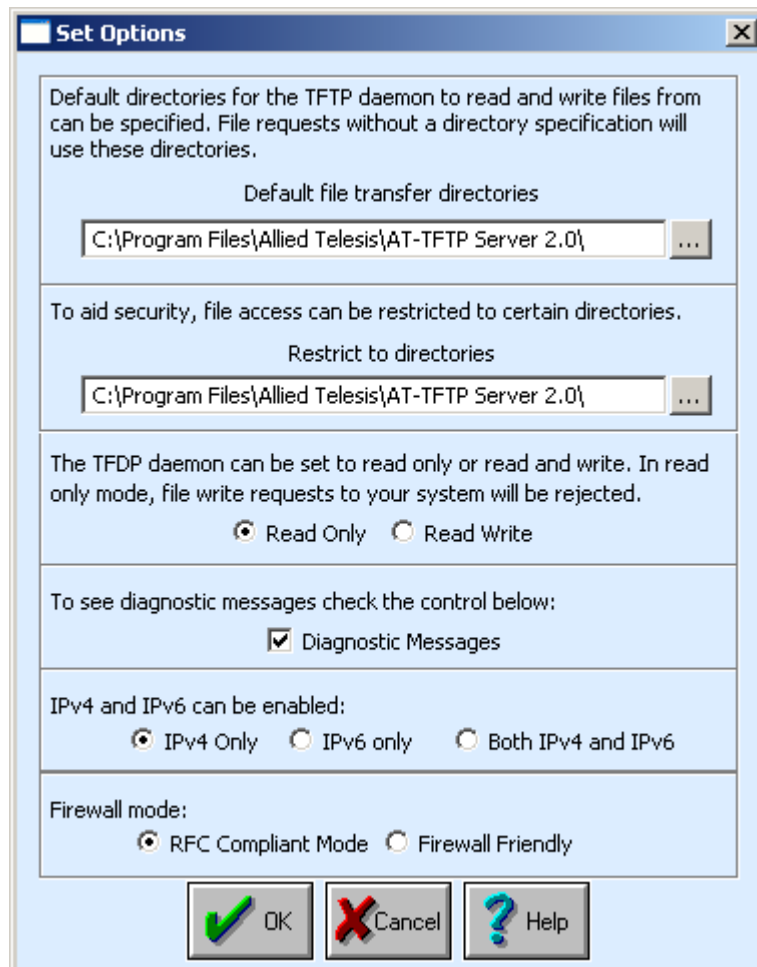 Set Options
Default directories for the TFTP daemon to read and write files from
can be specified. File requests without a directory specification will
use these directories.
Default file transfer directories
C:\Program Files\Allied Telesis\AT-TFTP Server 2.0\
...
To aid security, file access can be restricted to certain directories.
Restrict to directories
C:\Program Files\Allied Telesis\AT-TFTP Server 2.0\
...
The TFDP daemon can be set to read only or read and write. In read
only mode, file write requests to your system will be rejected.
Read Only Read Write
To see diagnostic messages check the control below:
Diagnostic Messages
IPv4 and IPv6 can be enabled:
IPv4 Only IPv6 only Both IPv4 and IPv6
Firewall mode:
RFC Compliant Mode Firewall Friendly
OK Cancel Help